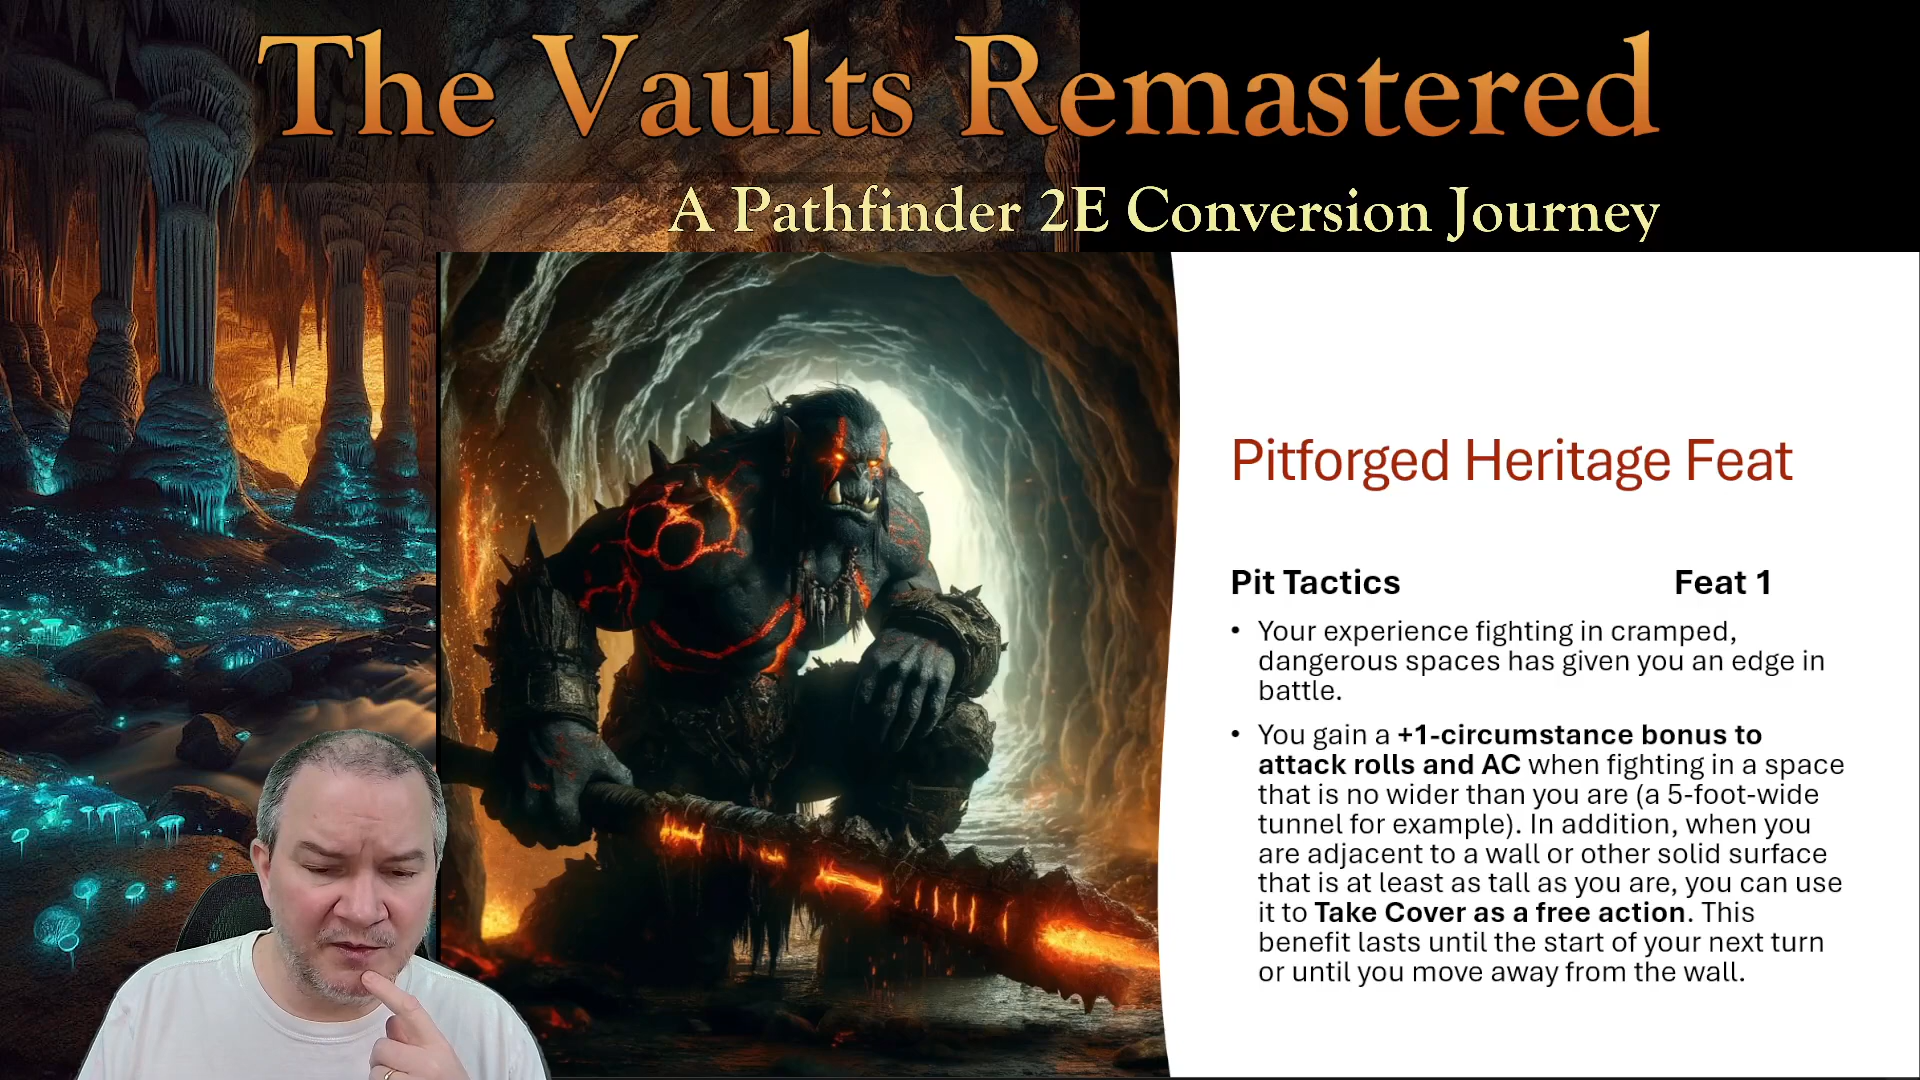 The Vaults Remastered
A Pathfinder 2E Conversion Journey
Pitforged Heritage Feat
Pit Tactics Feat 1
• Your experience fighting in cramped,
dangerous spaces has given you an edge in
battle.
• You gain a +1-circumstance bonus to
attack rolls and AC when fighting in a space
that is no wider than you are (a 5-foot-wide
tunnel for example). In addition, when you
are adjacent to a wall or other solid surface
that is at least as tall as you are, you can use
it to Take Cover as a free action. This
benefit lasts until the start of your next turn
or until you move away from the wall.